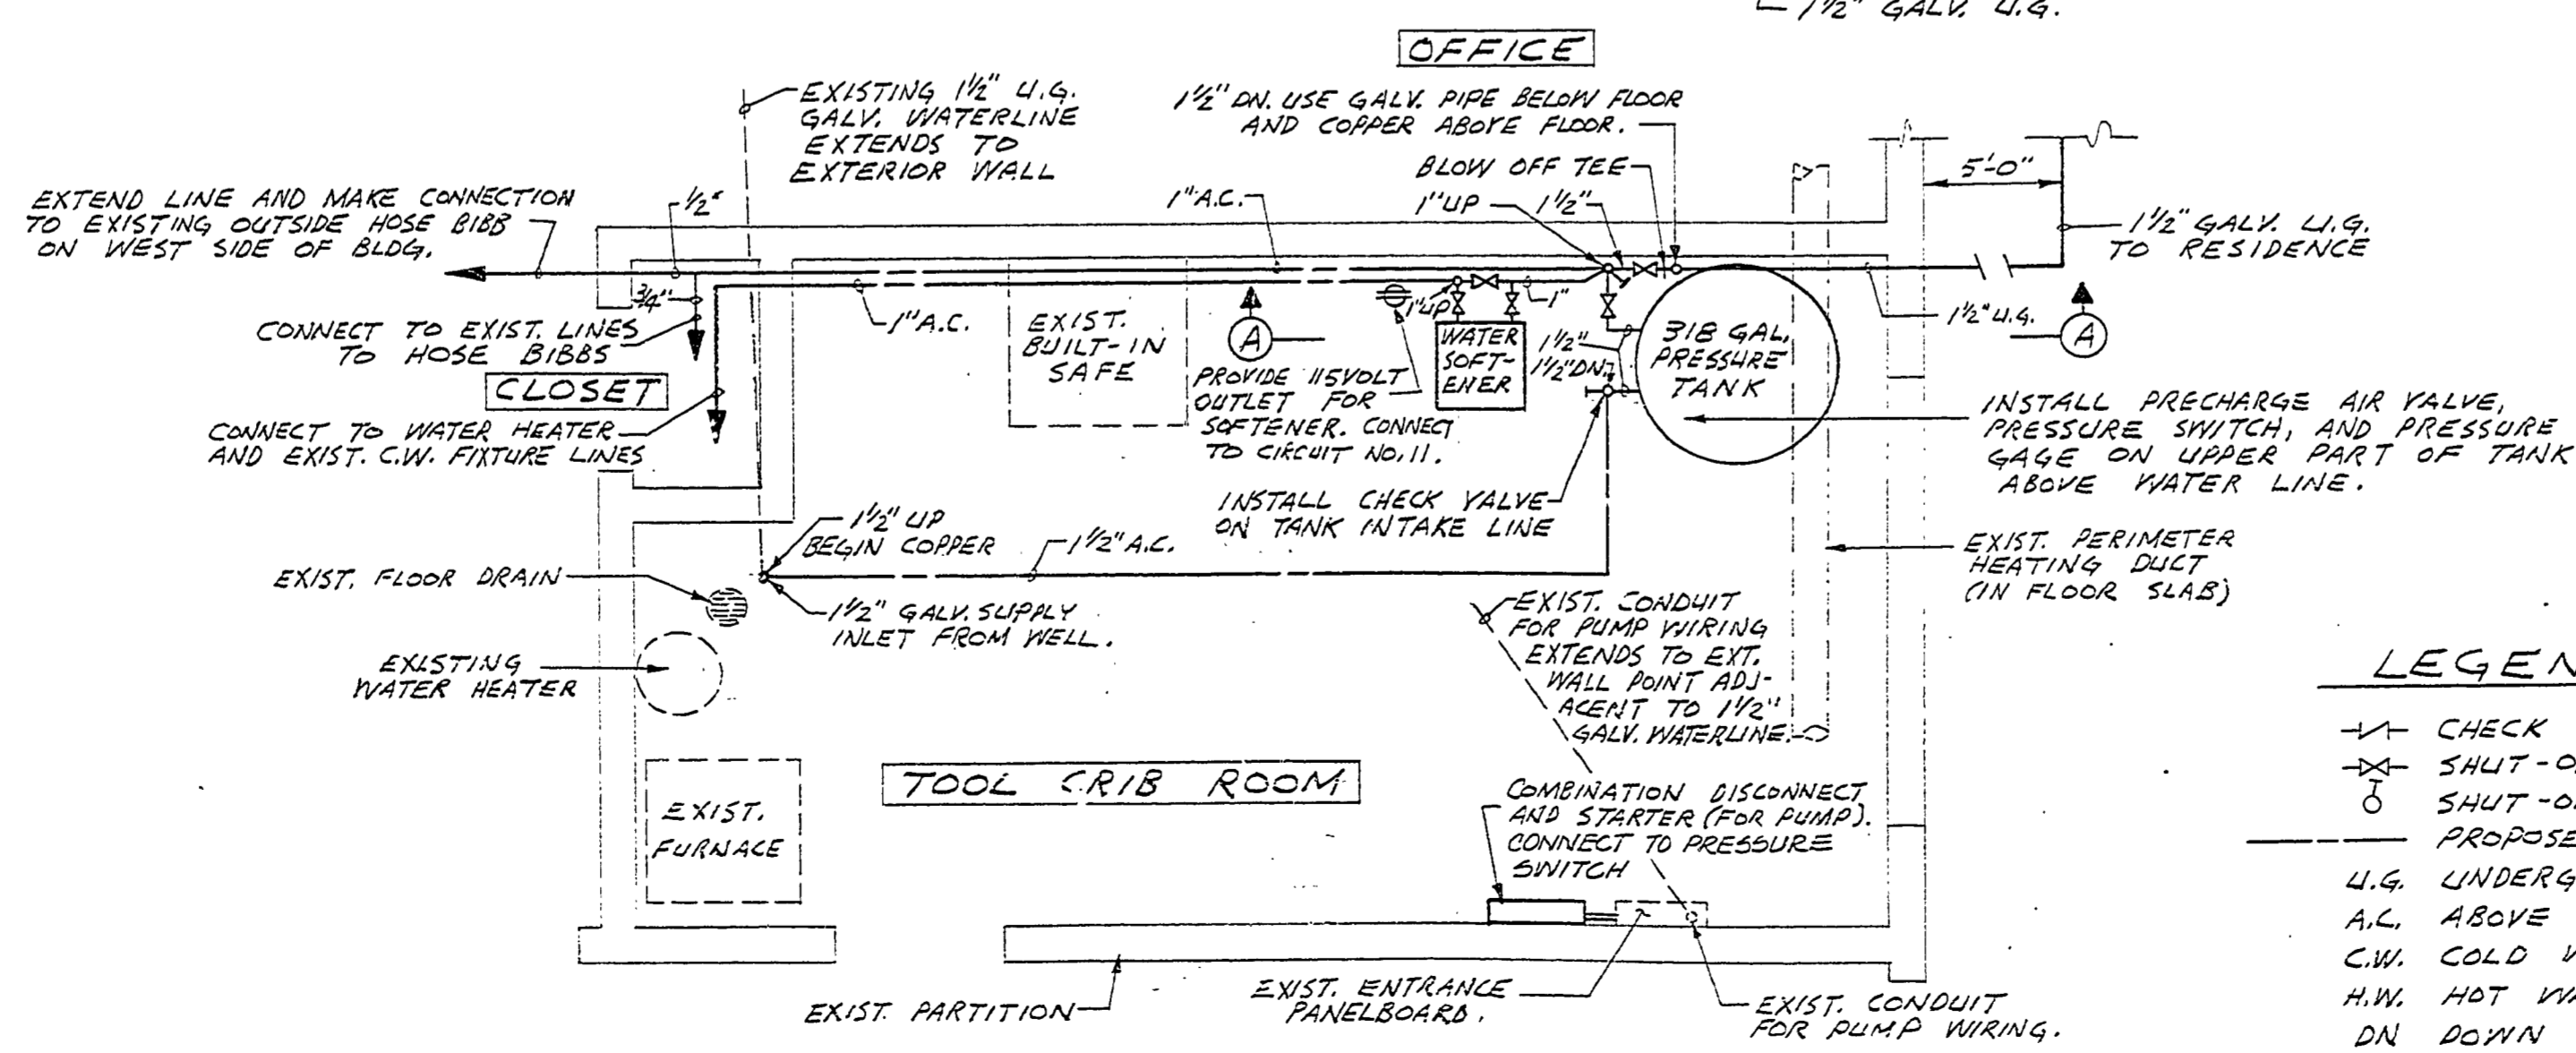 1½" GALV. U.G.
OFFICE
EXISTING 1½" U.G.
GALV. WATERLINE
EXTENDS TO
EXTERIOR WALL
1½" DN. USE GALV. PIPE BELOW FLOOR
AND COPPER ABOVE FLOOR.
BLOW OFF TEE
5'-0"
EXTEND LINE AND MAKE CONNECTION
TO EXISTING OUTSIDE HOSE BIBB
ON WEST SIDE OF BLDG.
½"
1" A.C.
1" UP
1½"
1½" GALV. U.G.
TO RESIDENCE
¾"
CONNECT TO EXIST. LINES
TO HOSE BIBBS
1" A.C.
EXIST.
BUILT-IN
SAFE
A
1" UP
1"
WATER
SOFT-
ENER
1½"
1½" DN.
318 GAL.
PRESSURE
TANK
1½" U.G.
A
CLOSET
CONNECT TO WATER HEATER
AND EXIST. C.W. FIXTURE LINES
PROVIDE 115 VOLT
OUTLET FOR
SOFTENER. CONNECT
TO CIRCUIT NO. 11.
INSTALL PRECHARGE AIR VALVE,
PRESSURE SWITCH, AND PRESSURE
GAGE ON UPPER PART OF TANK
ABOVE WATER LINE.
INSTALL CHECK VALVE
ON TANK INTAKE LINE
1½" UP
BEGIN COPPER
1½" A.C.
EXIST. PERIMETER
HEATING DUCT
(IN FLOOR SLAB)
EXIST. FLOOR DRAIN
1½" GALV. SUPPLY
INLET FROM WELL.
EXIST. CONDUIT
FOR PUMP WIRING
EXTENDS TO EXT.
WALL POINT ADJ-
ACENT TO 1½"
GALV. WATERLINE.
EXISTING
WATER HEATER
TOOL CRIB ROOM
EXIST.
FURNACE
COMBINATION DISCONNECT
AND STARTER (FOR PUMP).
CONNECT TO PRESSURE
SWITCH
EXIST. PARTITION
EXIST. ENTRANCE
PANELBOARD.
EXIST. CONDUIT
FOR PUMP WIRING.
LEGEN
CHECK
SHUT-O
SHUT-O
PROPOSE
U.G. UNDERG
A.C. ABOVE
C.W. COLD W
H.W. HOT WA
DN DOWN